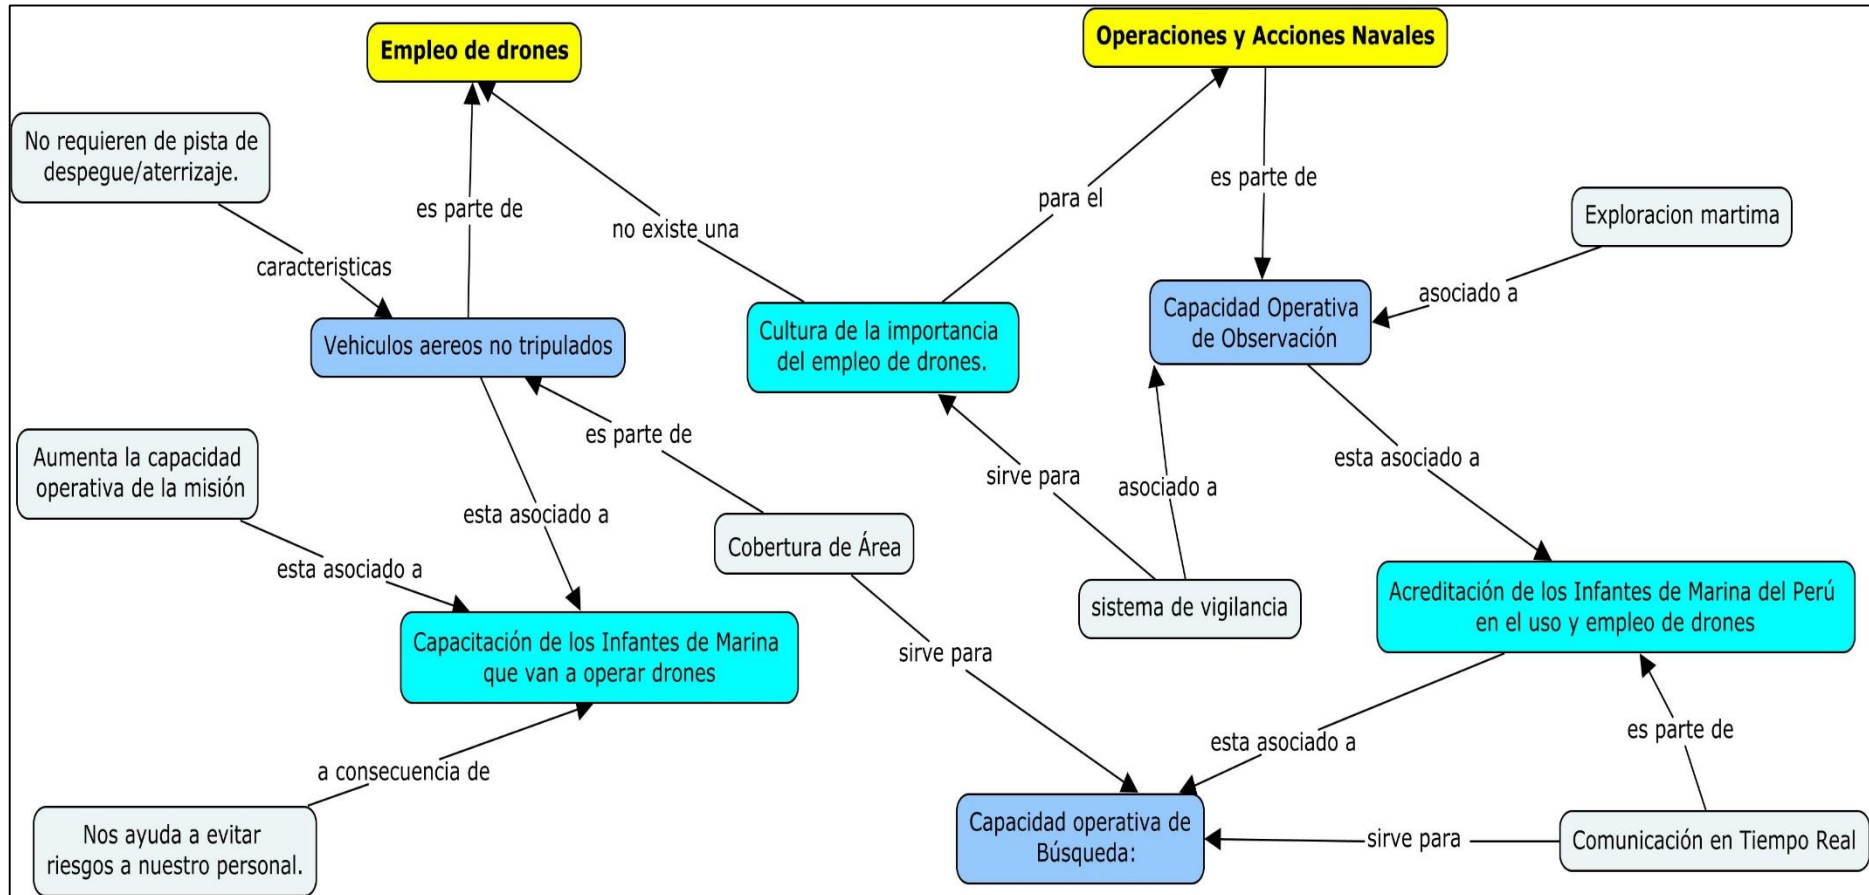 Empleo de drones
Operaciones y Acciones Navales
No requieren de pista de
despegue/aterrizaje.
es parte de
para el
es parte de
Exploracion martima
no existe una
caracteristicas
asociado a
Vehiculos aereos no tripulados
Cultura de la importancia
del empleo de drones.
Capacidad Operativa
de Observación
es parte de
esta asociado a
Aumenta la capacidad
operativa de la misión
sirve para
asociado a
esta asociado a
Cobertura de Área
esta asociado a
sistema de vigilancia
Acreditación de los Infantes de Marina del Perú
en el uso y empleo de drones
Capacitación de los Infantes de Marina
que van a operar drones
sirve para
esta asociado a
es parte de
a consecuencia de
Nos ayuda a evitar
riesgos a nuestro personal.
Capacidad operativa de
Búsqueda:
sirve para
Comunicación en Tiempo Real